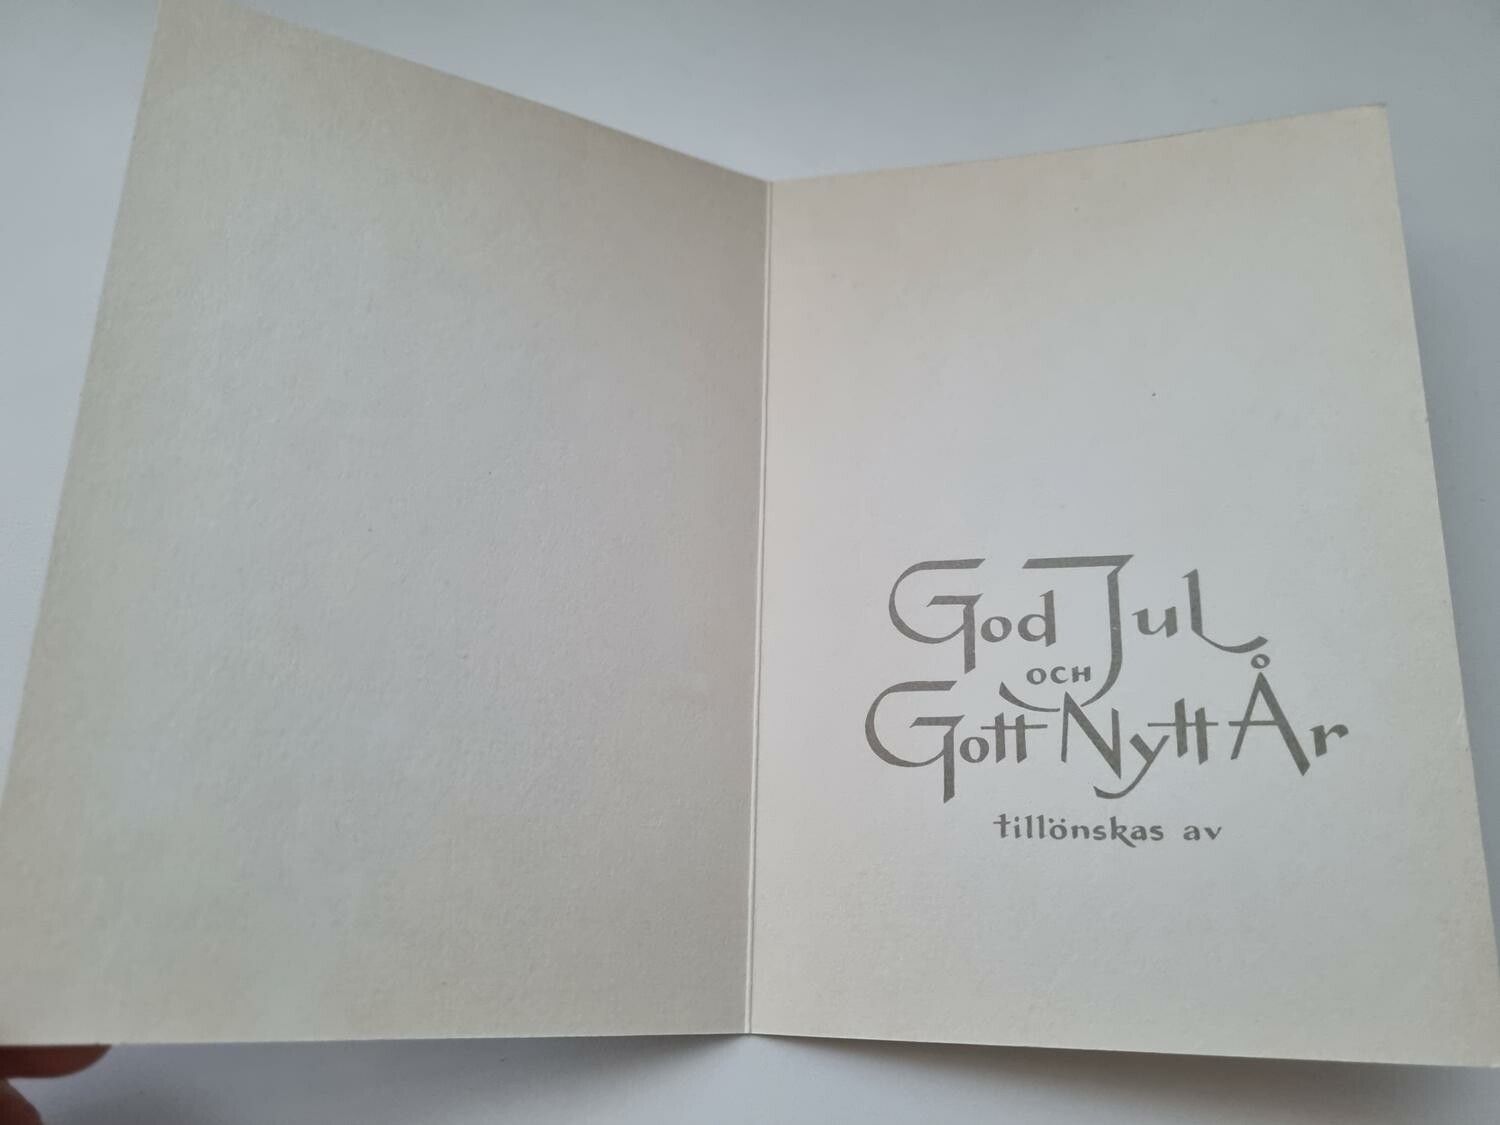 God Jul
OCH
Gott Nytt År
tillönskas av